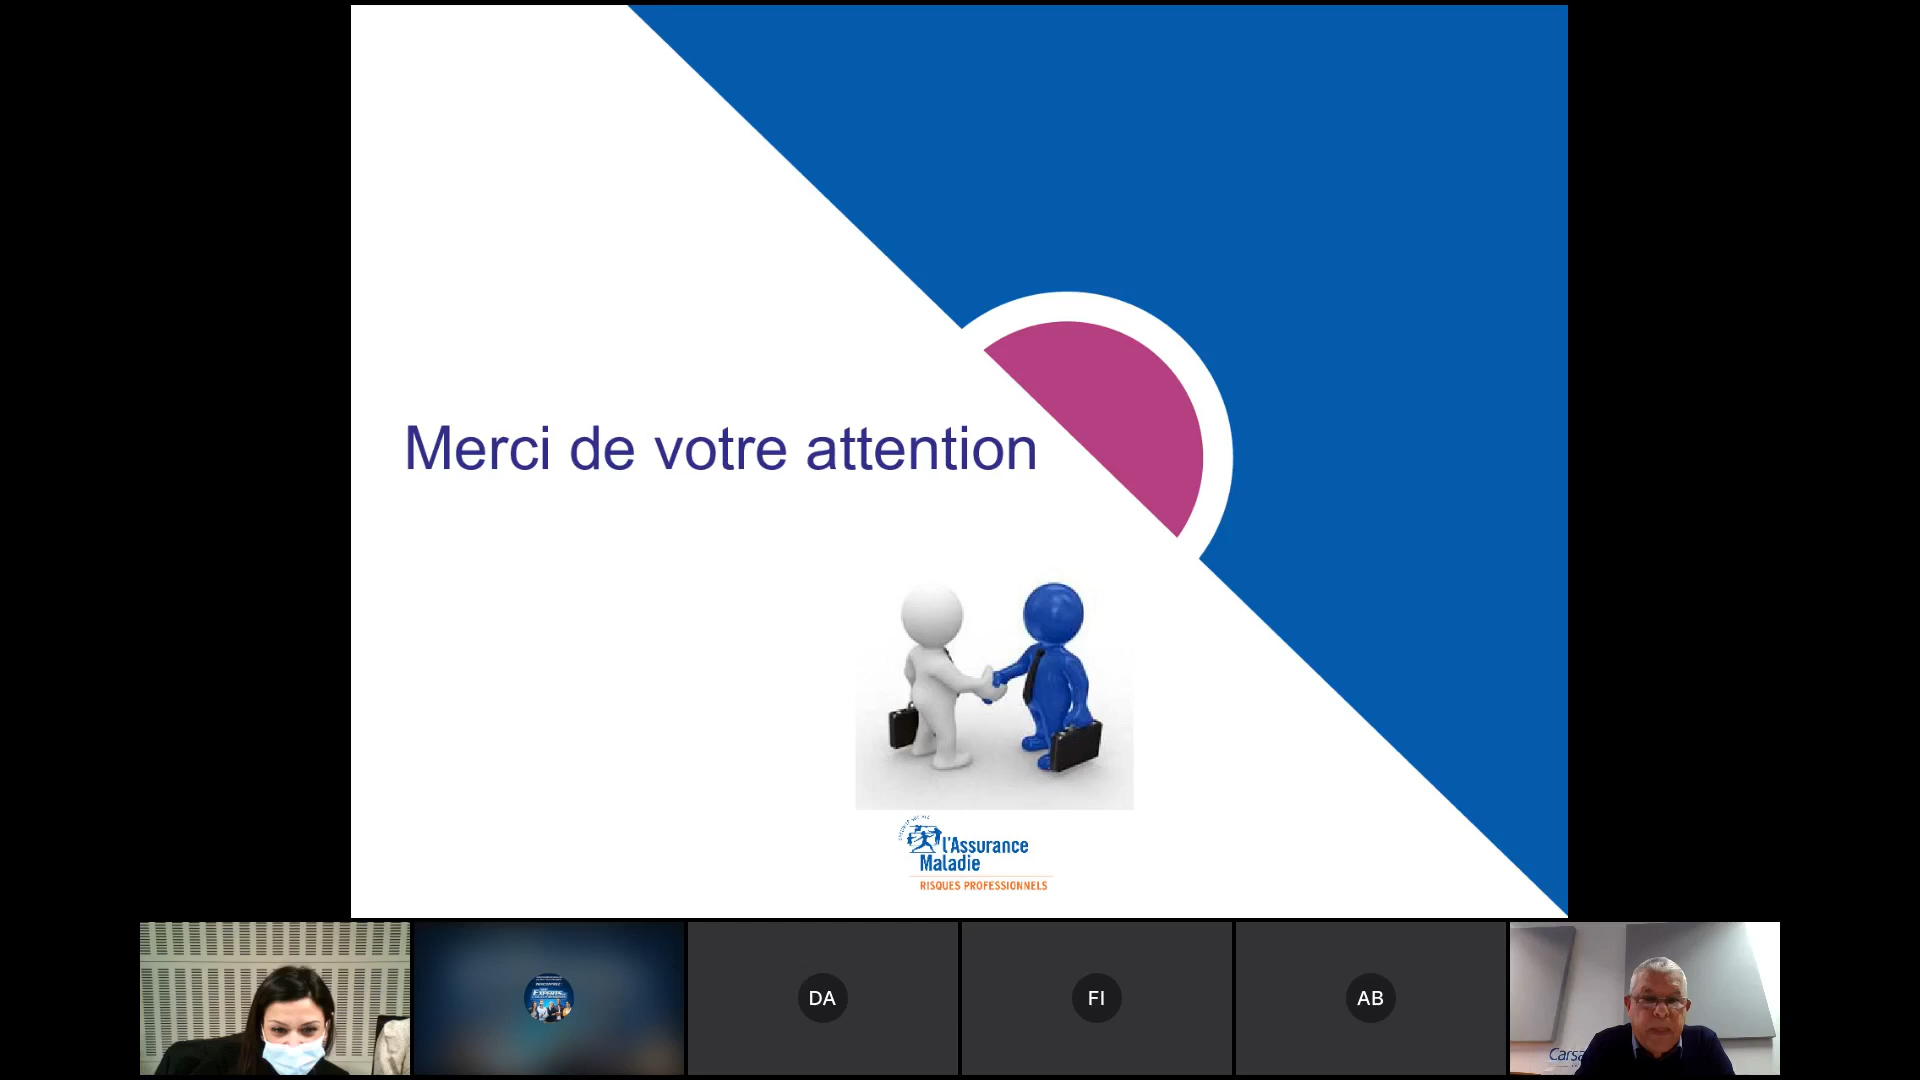 Merci de votre attention
l'Assurance
Maladie
RISQUES PROFESSIONNELS
DA
FI
AB